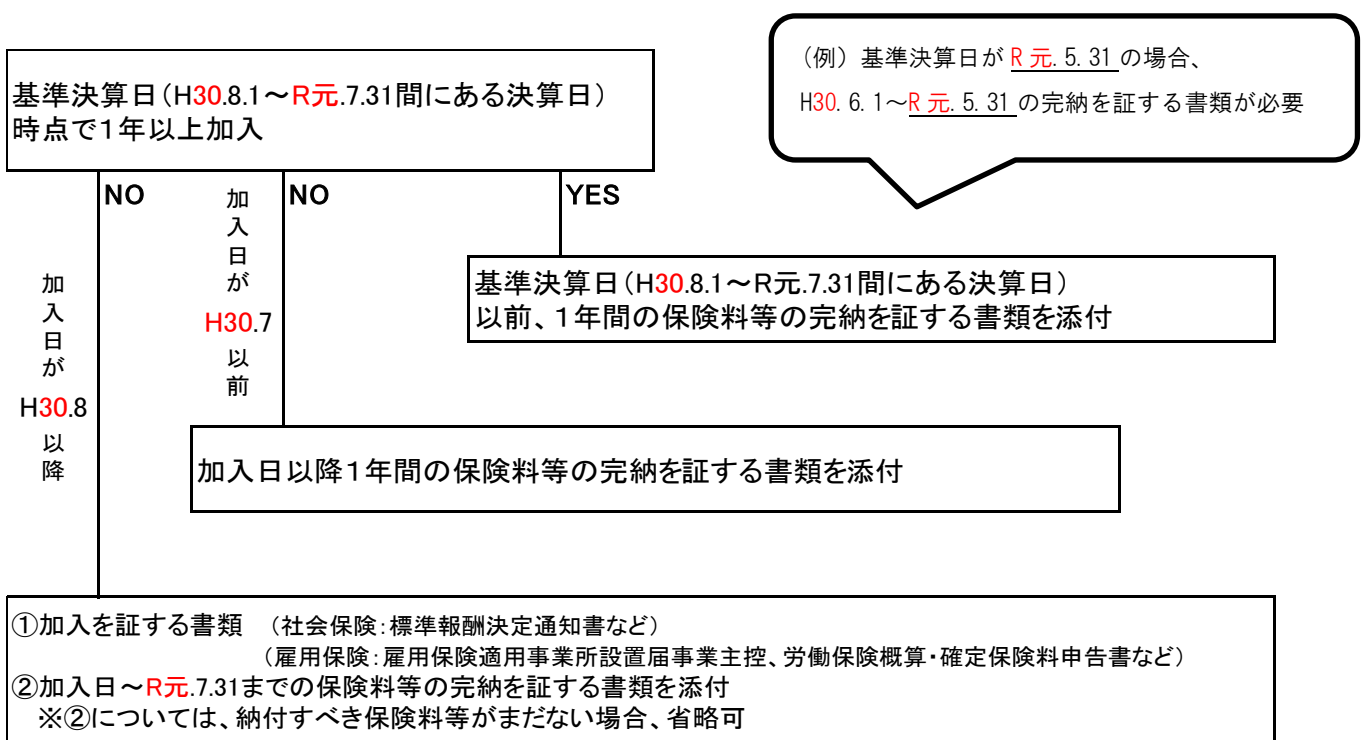 (例）基準決算日が R 元. 5. 31 の場合、
H30. 6. 1～R 元. 5. 31 の完納を証する書類が必要
基準決算日（H30.8.1～R元.7.31間にある決算日）
時点で１年以上加入
NO
加入日がH30.7以前
NO
YES
加入日がH30.8以降
基準決算日（H30.8.1～R元.7.31間にある決算日）
以前、１年間の保険料等の完納を証する書類を添付
加入日以降１年間の保険料等の完納を証する書類を添付
①加入を証する書類　（社会保険：標準報酬決定通知書など）
（雇用保険：雇用保険適用事業所設置届事業主控、労働保険概算・確定保険料申告書など）
②加入日～R元.7.31までの保険料等の完納を証する書類を添付
※②については、納付すべき保険料等がまだない場合、省略可